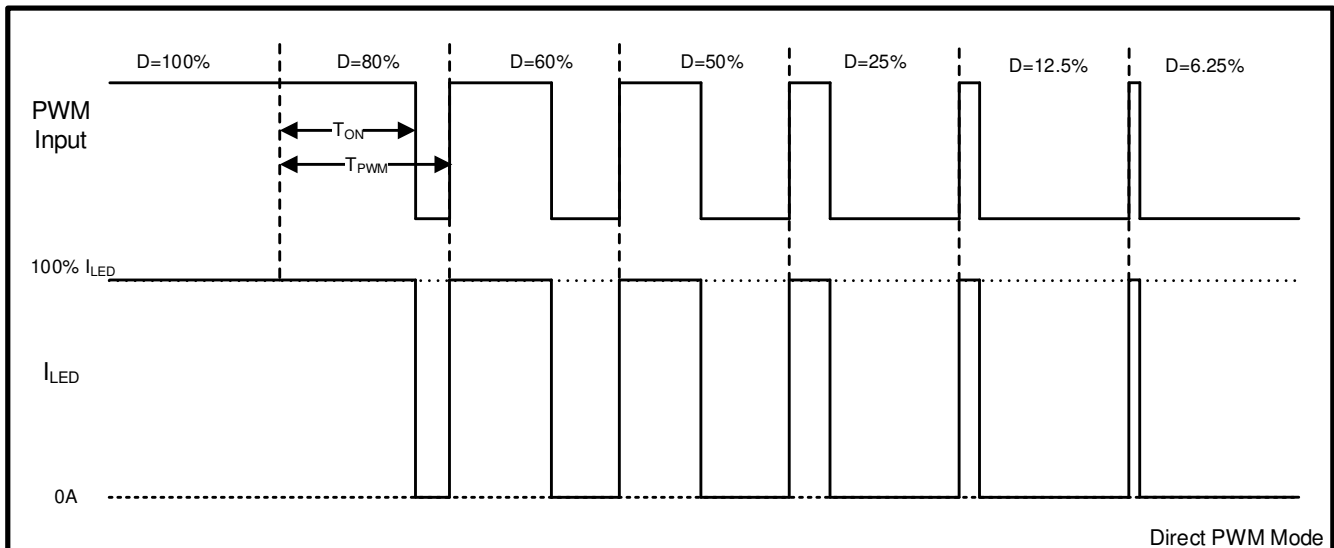 D=100% D=80% D=60% D=50% D=25% D=12.5% D=6.25%
PWM
Input
TON
TPWM
100% ILED
ILED
0A
Direct PWM Mode